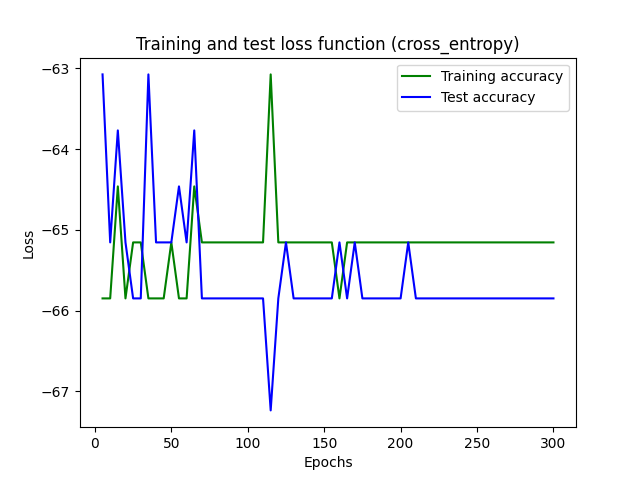 Training and test loss function (cross_entropy)
Training accuracy
Test accuracy
Loss
−63
−64
−65
−66
−67
0 50 100 150 200 250 300
Epochs